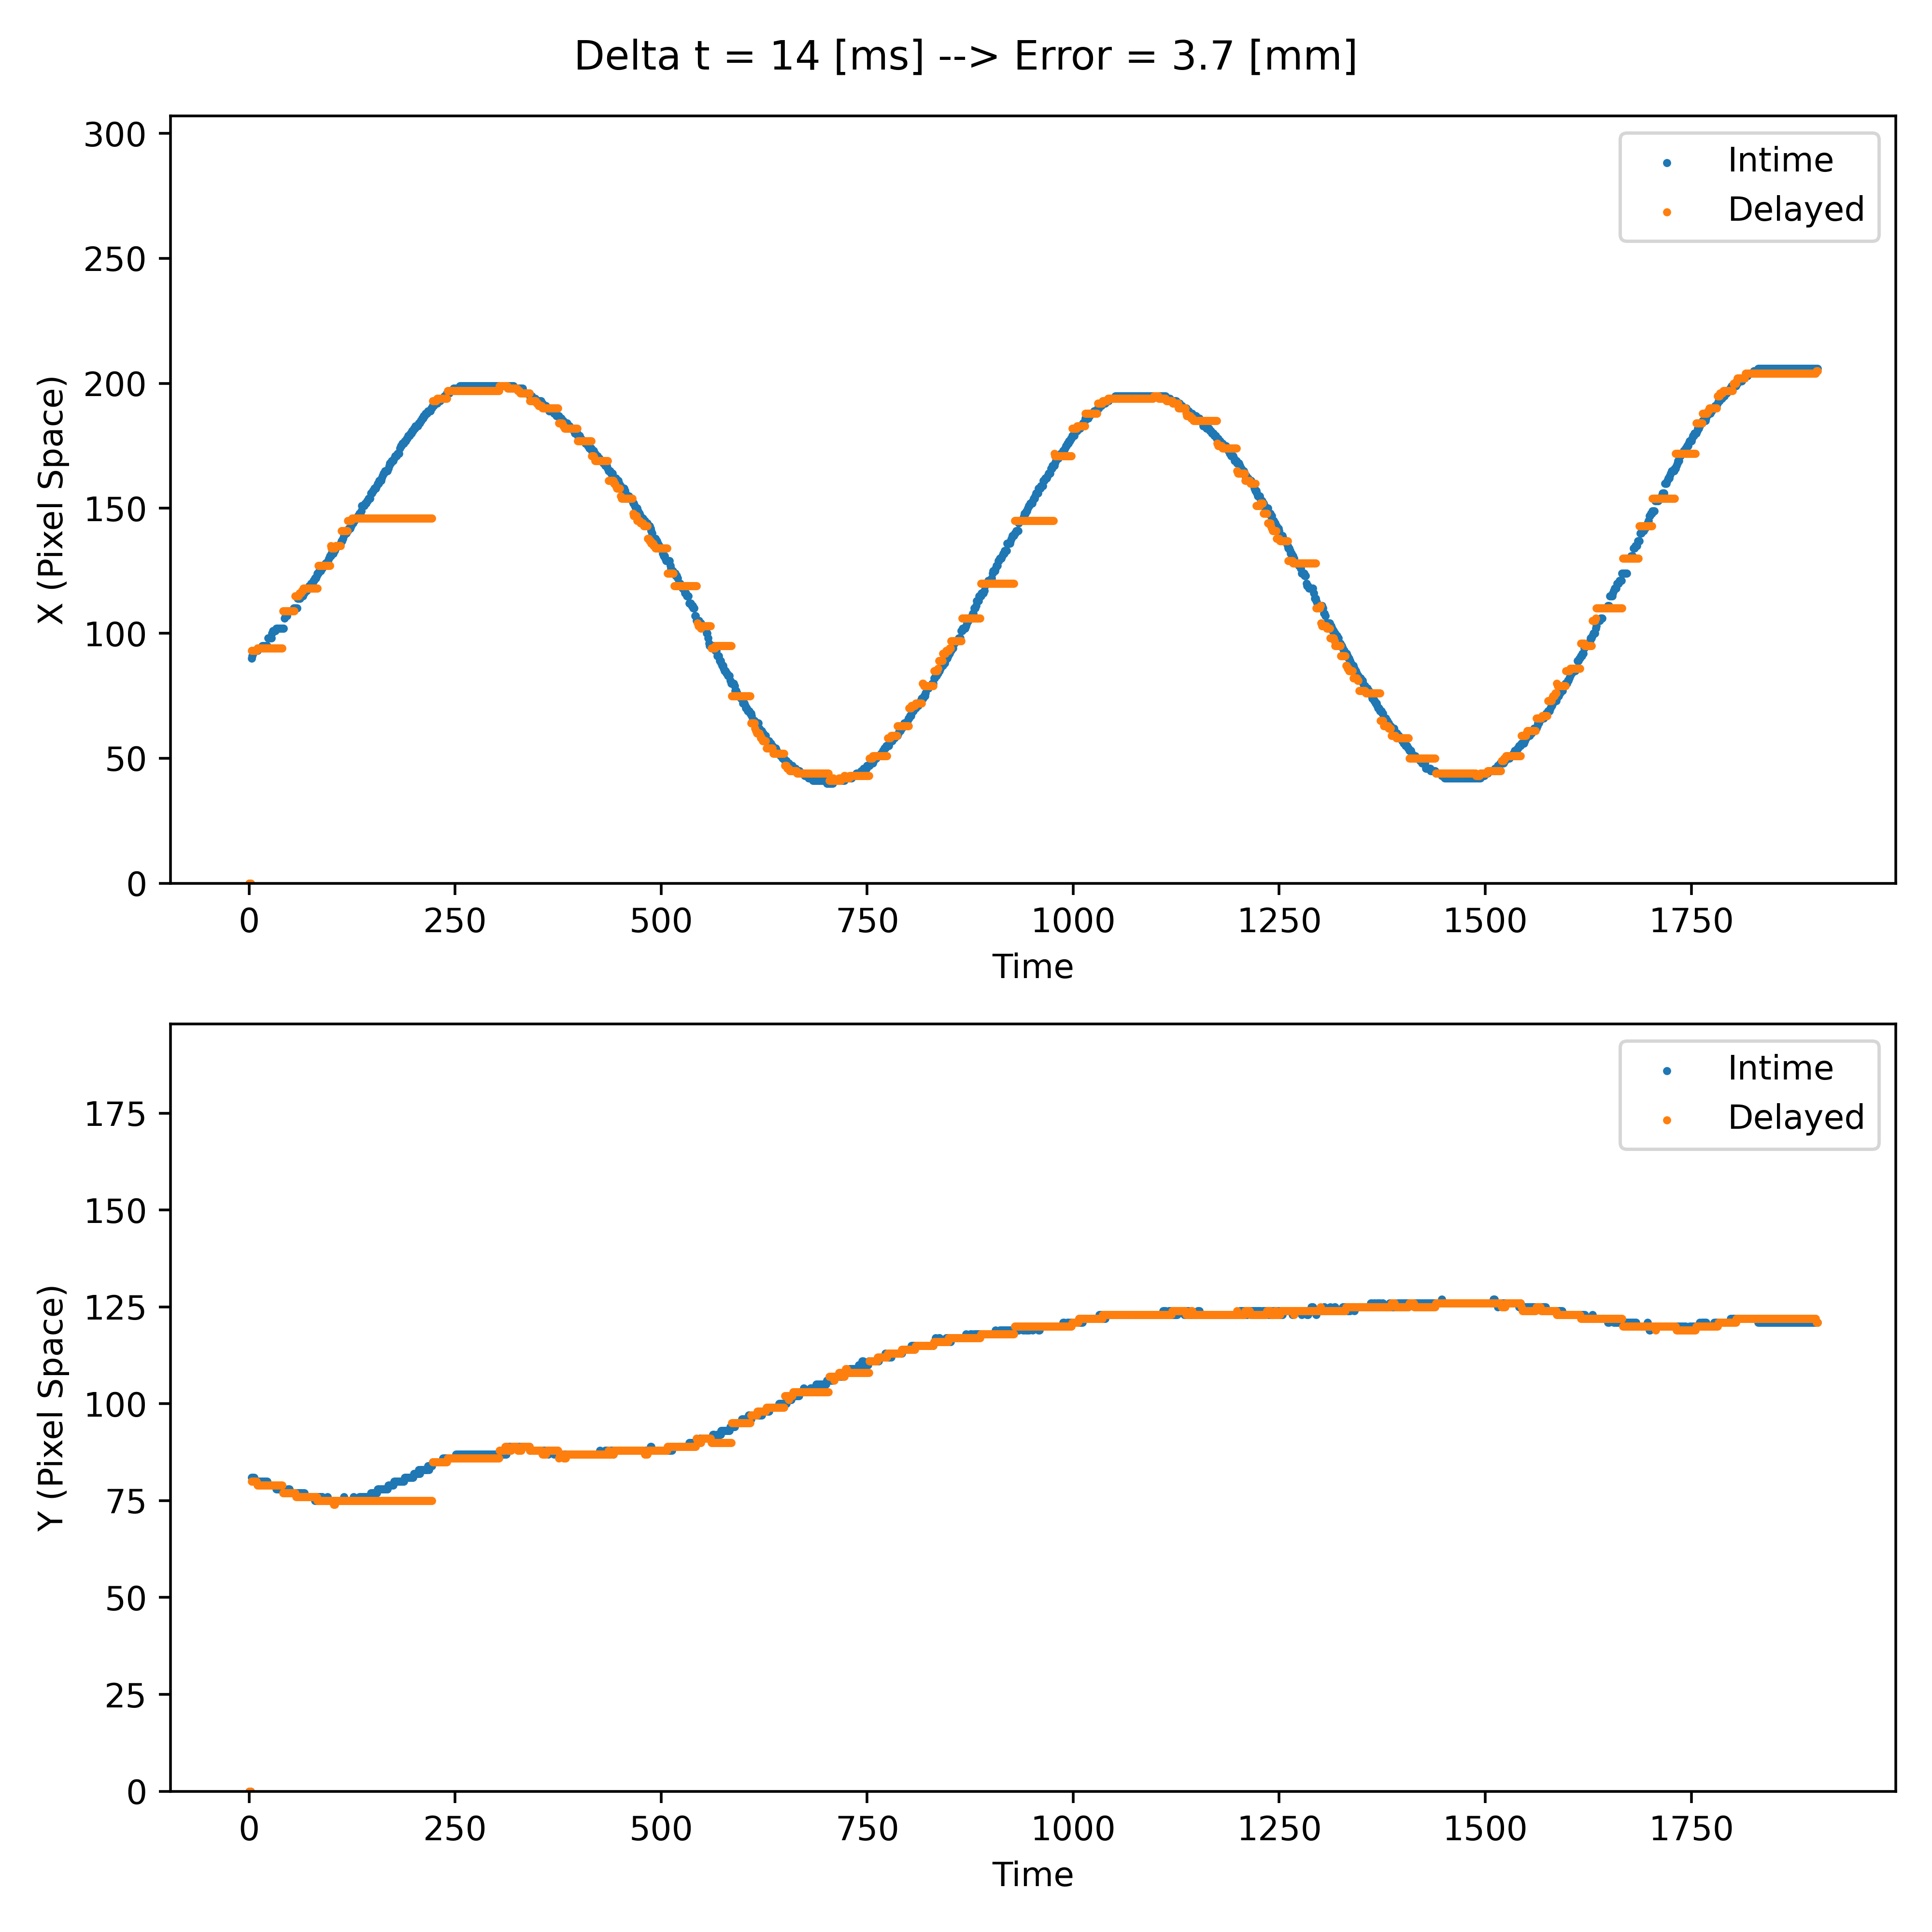 Delta t = 14 [ms] --> Error = 3.7 [mm]
300
250
200
150
100
50
0
X (Pixel Space)
Intime
Delayed
0 250 500 750 1000 1250 1500 1750
Time
175
150
125
100
75
50
25
0
Y (Pixel Space)
Intime
Delayed
0 250 500 750 1000 1250 1500 1750
Time